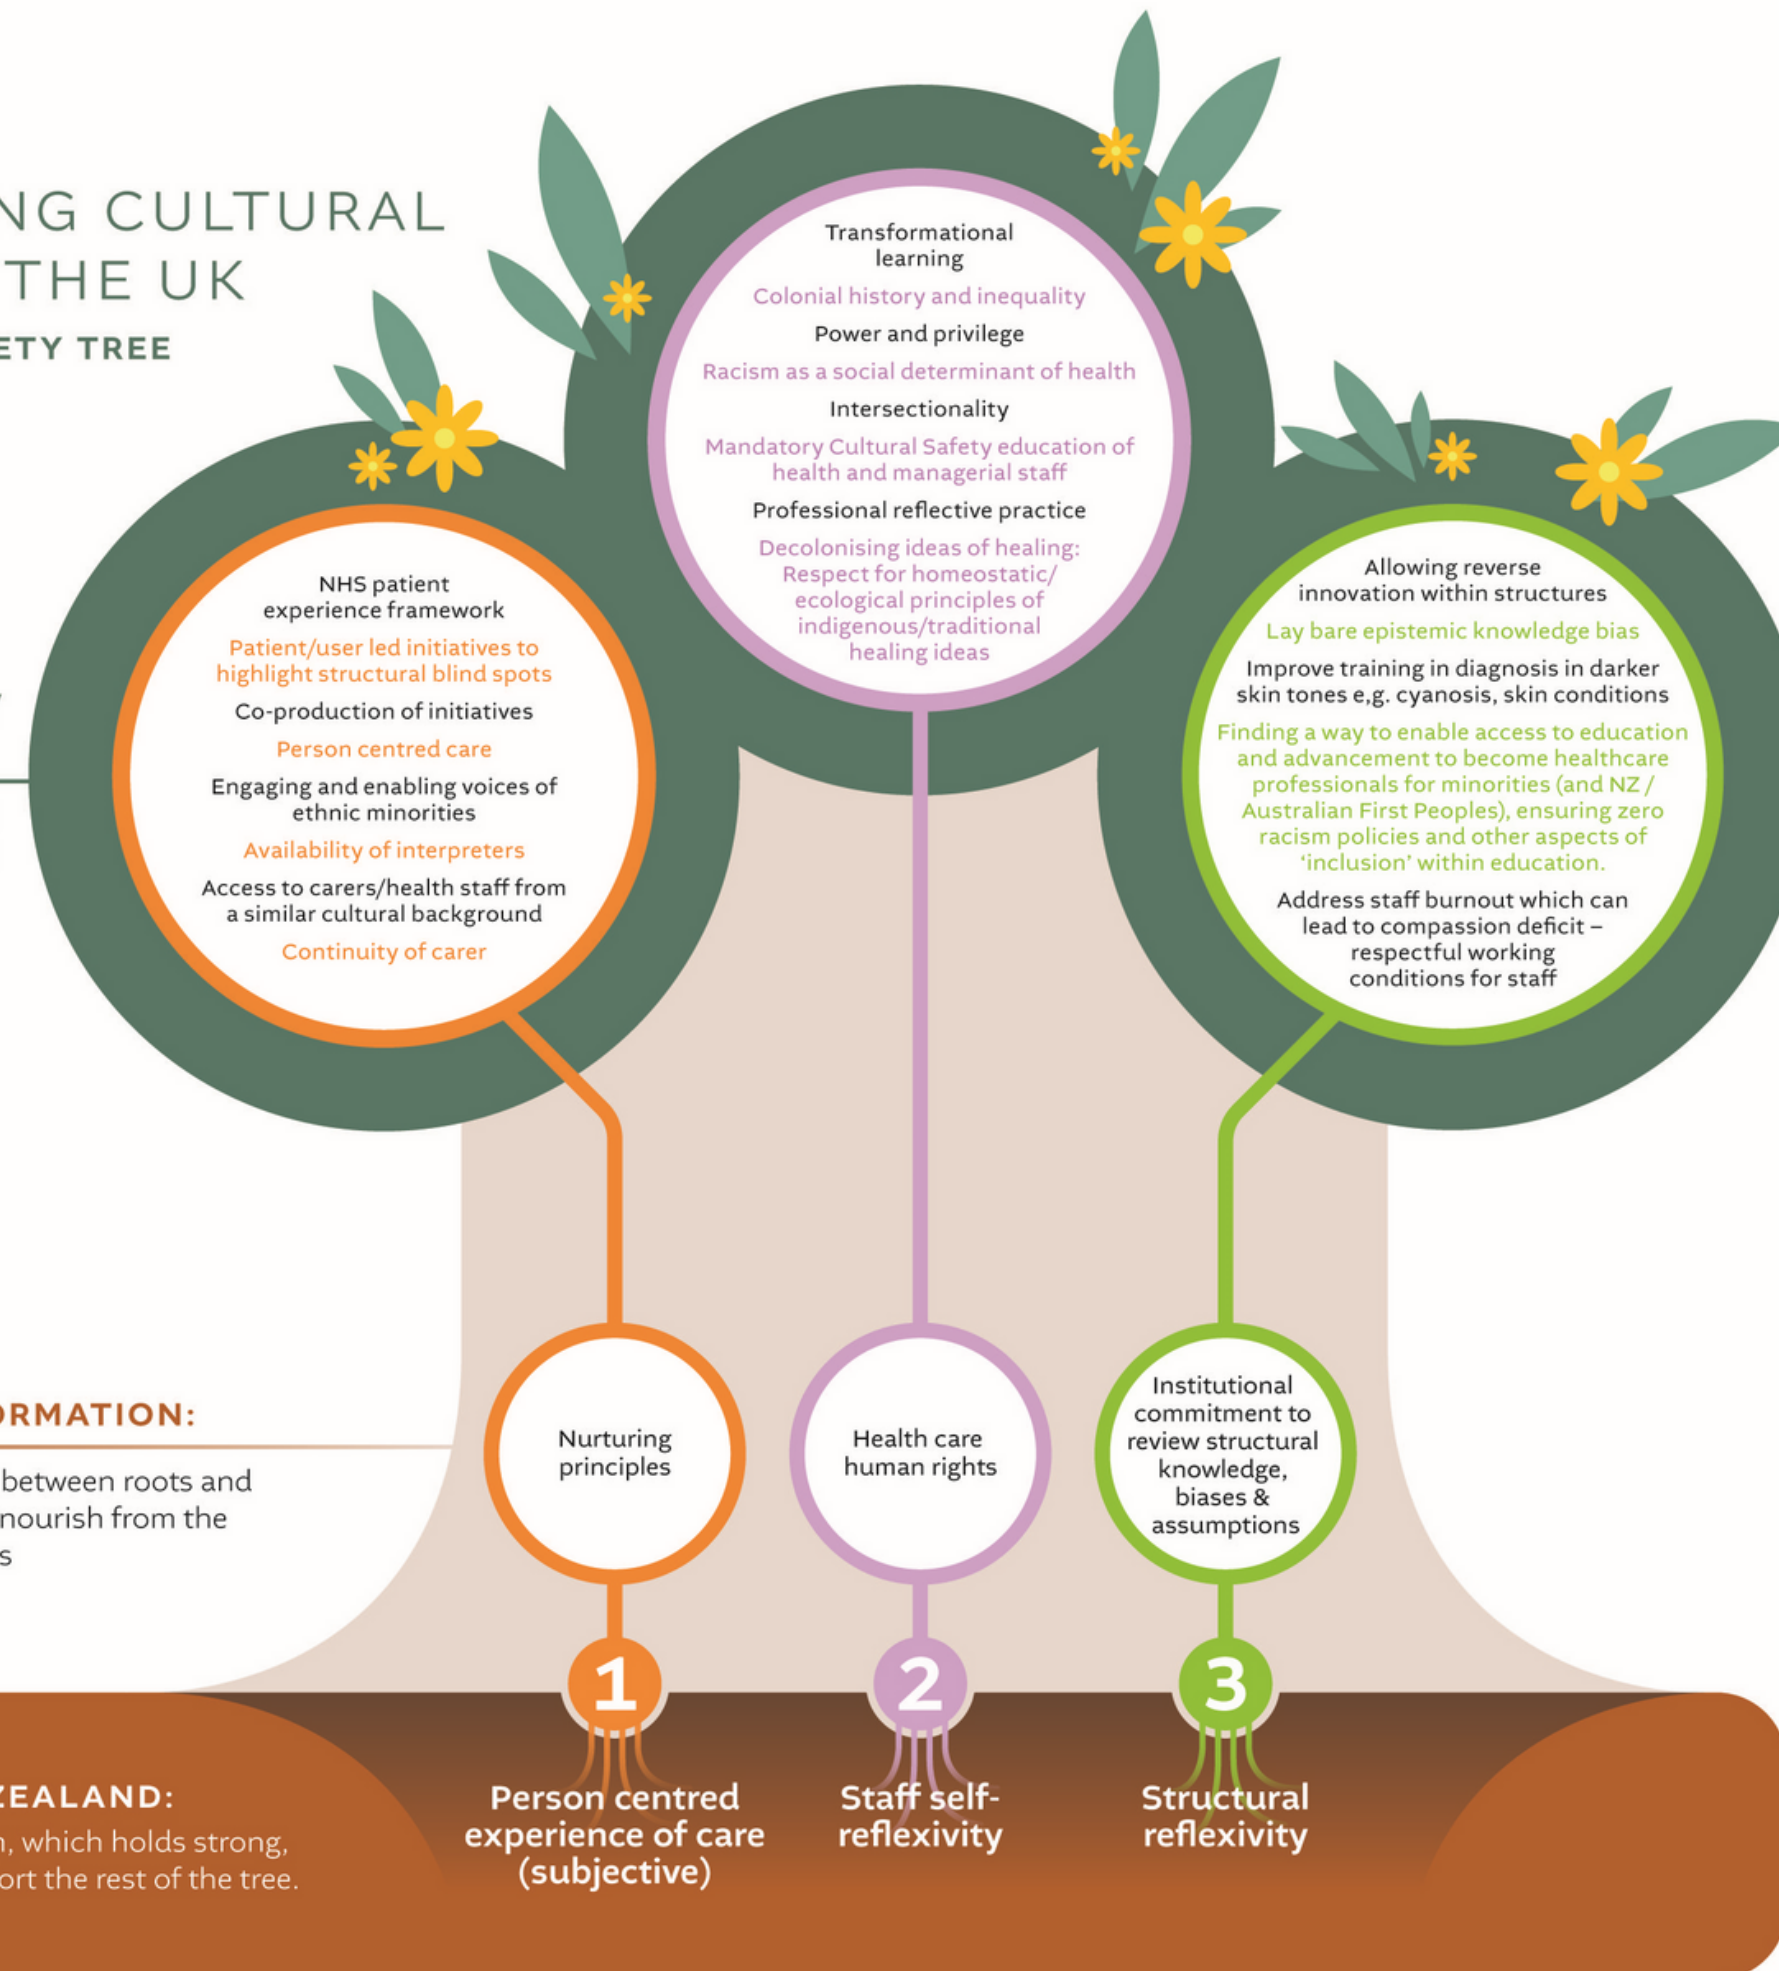 NG CULTURAL
THE UK
ETY TREE
Transformational
learning
Colonial history and inequality
Power and privilege
Racism as a social determinant of health
Intersectionality
Mandatory Cultural Safety education of
health and managerial staff
Professional reflective practice
Decolonising ideas of healing:
Respect for homeostatic/
ecological principles of
indigenous/traditional
healing ideas
NHS patient
experience framework
Patient/user led initiatives to
highlight structural blind spots
Co-production of initiatives
Person centred care
Engaging and enabling voices of
ethnic minorities
Availability of interpreters
Access to carers/health staff from
a similar cultural background
Continuity of carer
Allowing reverse
innovation within structures
Lay bare epistemic knowledge bias
Improve training in diagnosis in darker
skin tones e,g. cyanosis, skin conditions
Finding a way to enable access to education
and advancement to become healthcare
professionals for minorities (and NZ /
Australian First Peoples), ensuring zero
racism policies and other aspects of
‘inclusion’ within education.
Address staff burnout which can
lead to compassion deficit –
respectful working
conditions for staff
ORMATION:
between roots and
nourish from the
s
Nurturing
principles
Health care
human rights
Institutional
commitment to
review structural
knowledge,
biases &
assumptions
1
2
3
ZEALAND:
, which holds strong,
ort the rest of the tree.
Person centred
experience of care
(subjective)
Staff self-
reflexivity
Structural
reflexivity